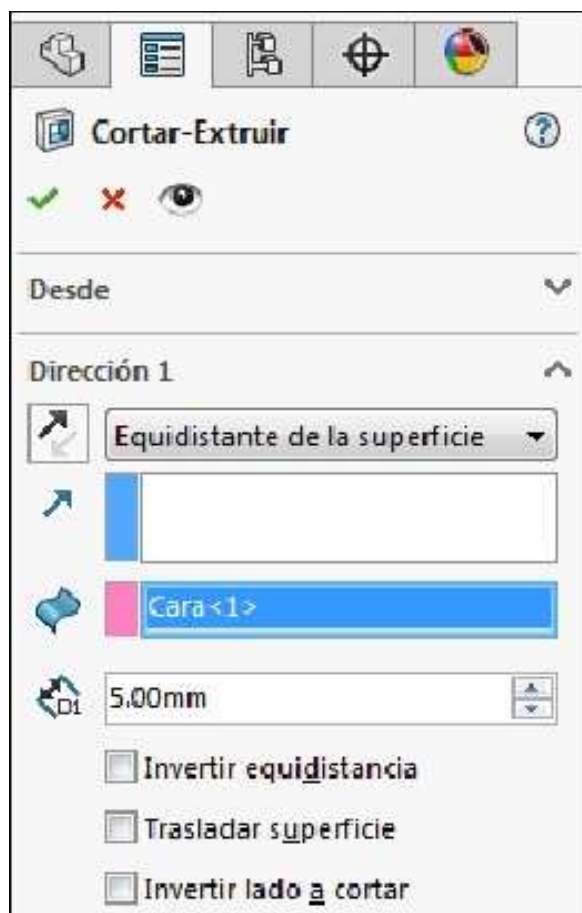 Cortar-Extruir
Desde
Dirección 1
Equidistante de la superficie
Cara<1>
D1
5.00mm
Invertir equidistancia
Trasladar superficie
Invertir lado a cortar